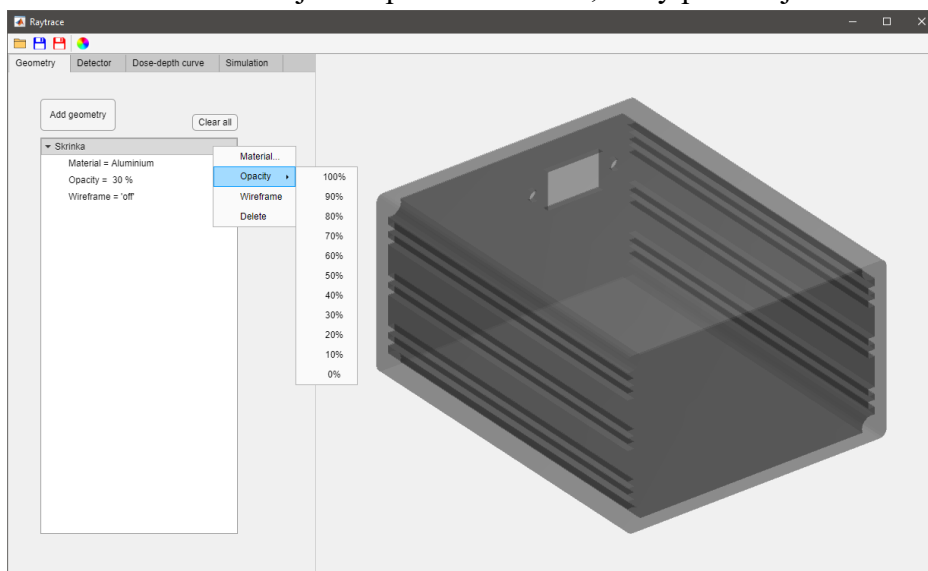 Raytrace
Geometry Detector Dose-depth curve Simulation
Add geometry
Clear all
Skrinka
Material = Aluminium
Opacity = 30 %
Wireframe = 'off'
Material...
Opacity
Wireframe
Delete
100%
90%
80%
70%
60%
50%
40%
30%
20%
10%
0%